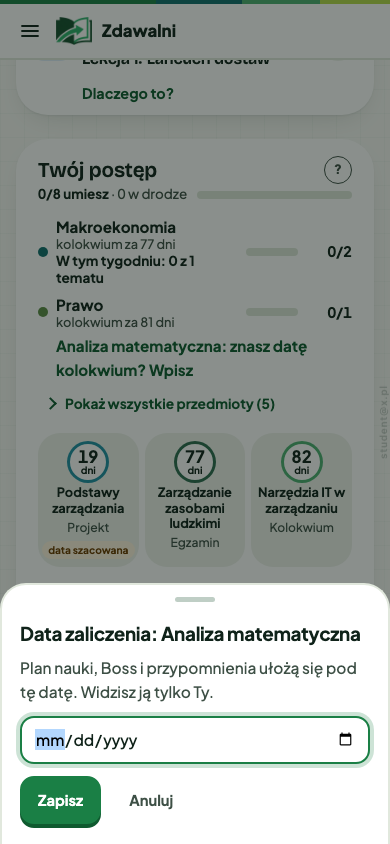 Zdawalni
Lekcja 1. Łańcuch dostaw
Dlaczego to?
Twój postęp
?
0/8 umiesz · 0 w drodze
Makroekonomia
kolokwium za 77 dni
W tym tygodniu: 0 z 1
tematu
0/2
Prawo
kolokwium za 81 dni
0/1
Analiza matematyczna: znasz datę
kolokwium? Wpisz
Pokaż wszystkie przedmioty (5)
19
dni
Podstawy
zarządzania
Projekt
data szacowana
77
dni
Zarządzanie
zasobami
ludzkimi
Egzamin
82
dni
Narzędzia IT w
zarządzaniu
Kolokwium
student@x.pl
Data zaliczenia: Analiza matematyczna
Plan nauki, Boss i przypomnienia ułożą się pod
tę datę. Widzisz ją tylko Ty.
mm/dd/yyyy
Zapisz
Anuluj